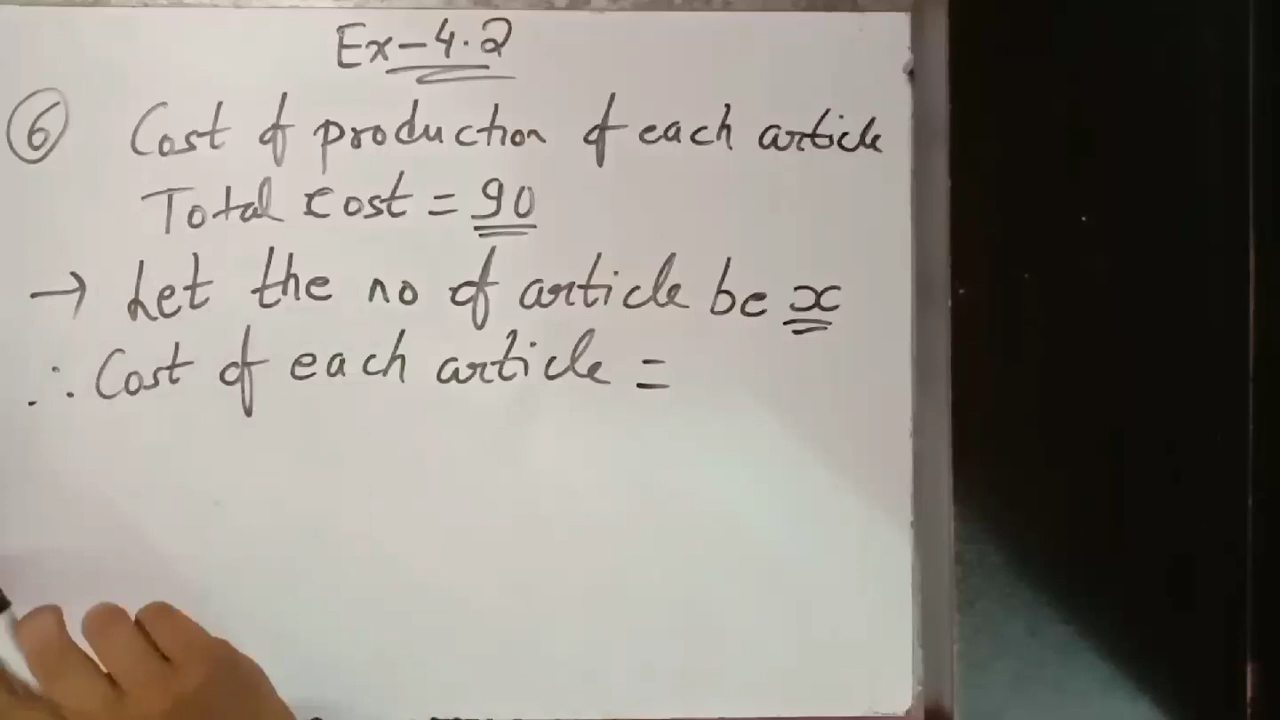 Ex-4.2
6 Cost of production of each article
Total cost = 90
→ Let the no of article be x
∴ Cost of each article =